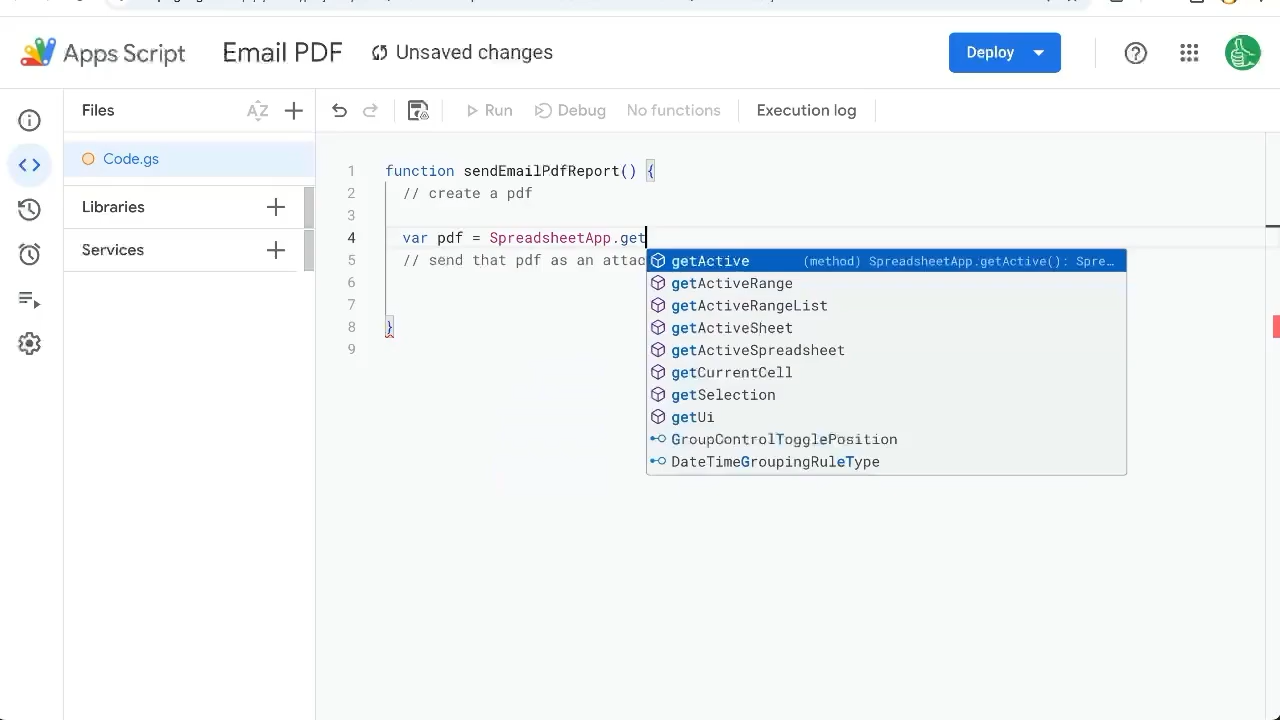 Apps Script Email PDF Unsaved changes Deploy
Files AZ Run Debug No functions Execution log
Code.gs
Libraries
Services
1 function sendEmailPdfReport() {
2 // create a pdf
3
4 var pdf = SpreadsheetApp.get
5 // send that pdf as an attac
6
7
8 }
9
getActive (method) SpreadsheetApp.getActive(): Spre…
getActiveRange
getActiveRangeList
getActiveSheet
getActiveSpreadsheet
getCurrentCell
getSelection
getUi
GroupControlTogglePosition
DateTimeGroupingRuleType